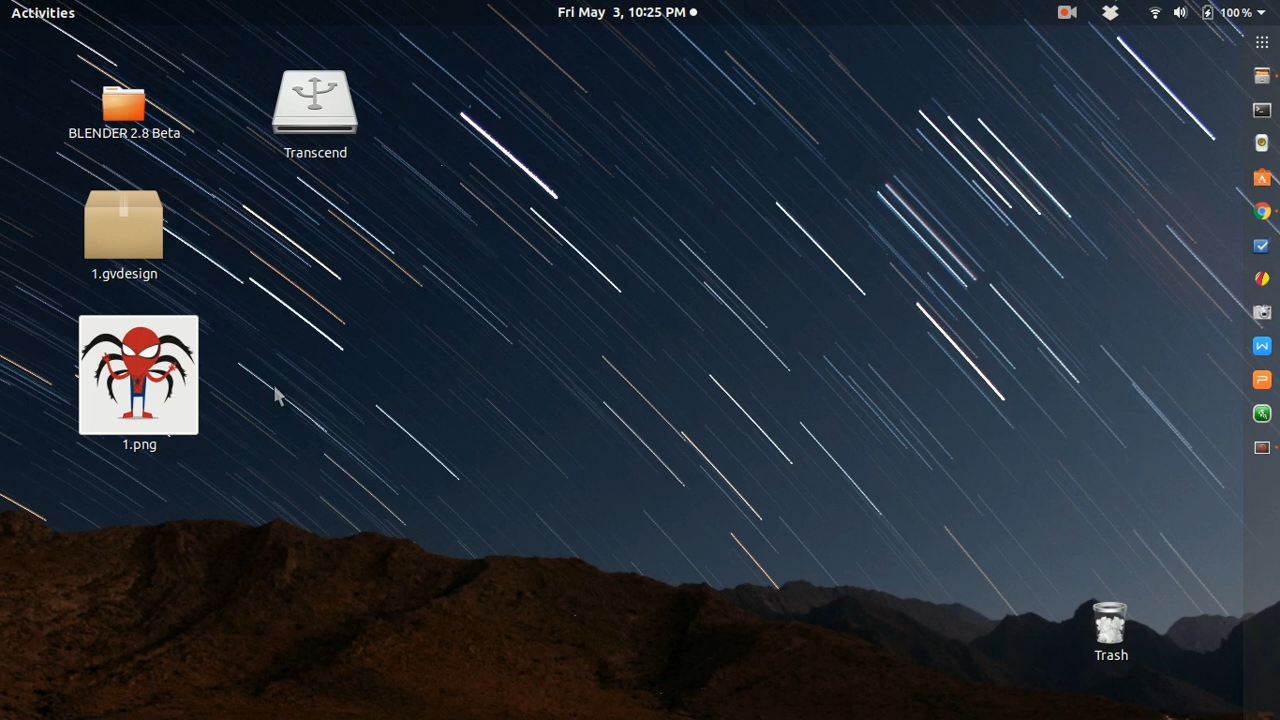 Activities
Fri May 3, 10:25 PM
100 %
BLENDER 2.8 Beta
Transcend
1.gvdesign
1.png
Trash